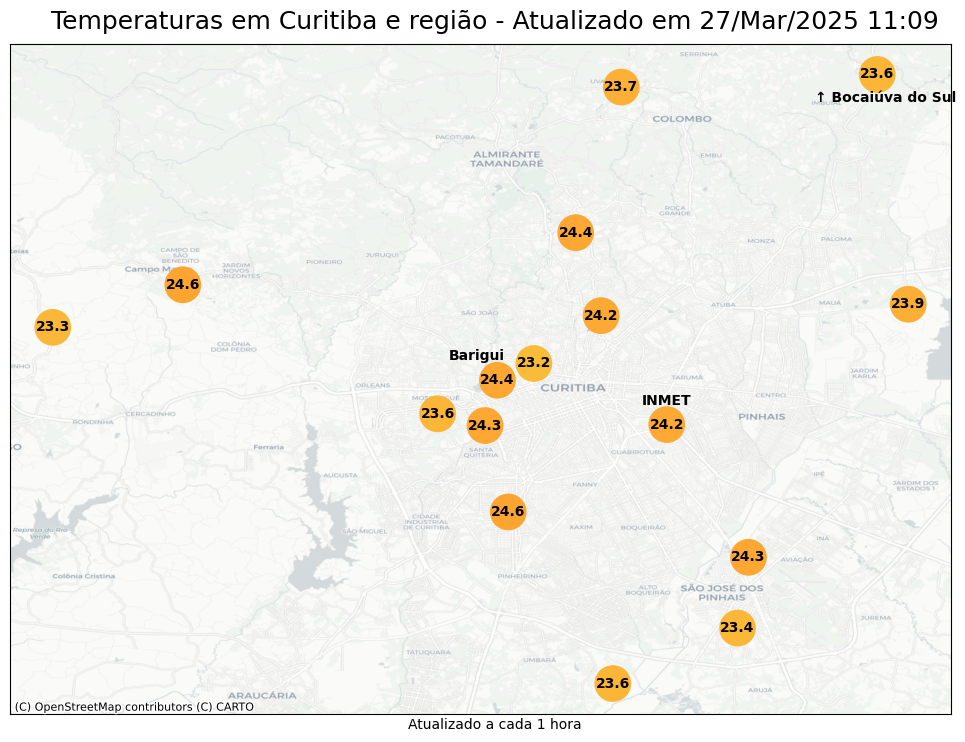 Temperaturas em Curitiba e região - Atualizado em 27/Mar/2025 11:09
SERRINHA
23.6
23.7
↑ Bocaiúva do Sul
COLOMBO
PACOTUBA
ALMIRANTE
TAMANDARÉ
EMBU
ROÇA
GRANDE
24.4
MONZA
PALOMA
CAMPO DE
SÃO
BENEDITO
JURUQUI
PIONEIRO
JARDIM
NOVOS
HORIZONTES
Campo
24.6
23.9
MAUÁ
ATUBA
SÃO JOÃO
24.2
23.3
COLÔNIA
DOM PEDRO
Barigui
23.2
24.4
ORLEANS
CURITIBA
TARUMÃ
JARDIM
KARLA
CENTRO
INMET
23.6
CERCADINHO
RONDINHA
PINHAIS
24.3
24.2
Ferraria
SANTA
QUITÉRIA
GUABIROTUBA
AUGUSTA
IPÊ
FANNY
JARDIM DOS
ESTADOS I
24.6
CIDADE
INDUSTRIAL
DE CURITIBA
SÃO MIGUEL
XAXIM
BOQUEIRÃO
Represa do Rio
Verde
INÁ
24.3
AVIAÇÃO
Colônia Cristina
PINHEIRINHO
ALTO
BOQUEIRÃO
SÃO JOSÉ DOS
PINHAIS
JUREMA
23.4
TATUQUARA
UMBARÁ
23.6
ARUJÁ
ARAUCÁRIA
(C) OpenStreetMap contributors (C) CARTO
Atualizado a cada 1 hora